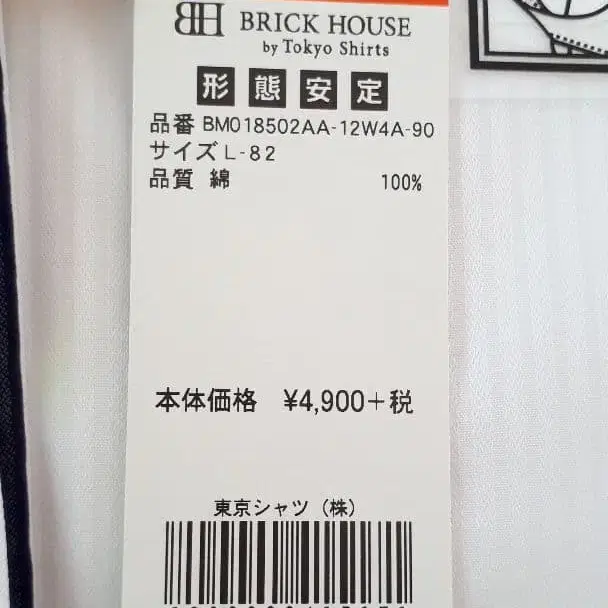 BH BRICK HOUSE
by Tokyo Shirts
形態安定
品番 BM018502AA-12W4A-90
サイズ L-82
品質 綿 100%
本体価格 ¥4,900+税
東京シャツ(株)